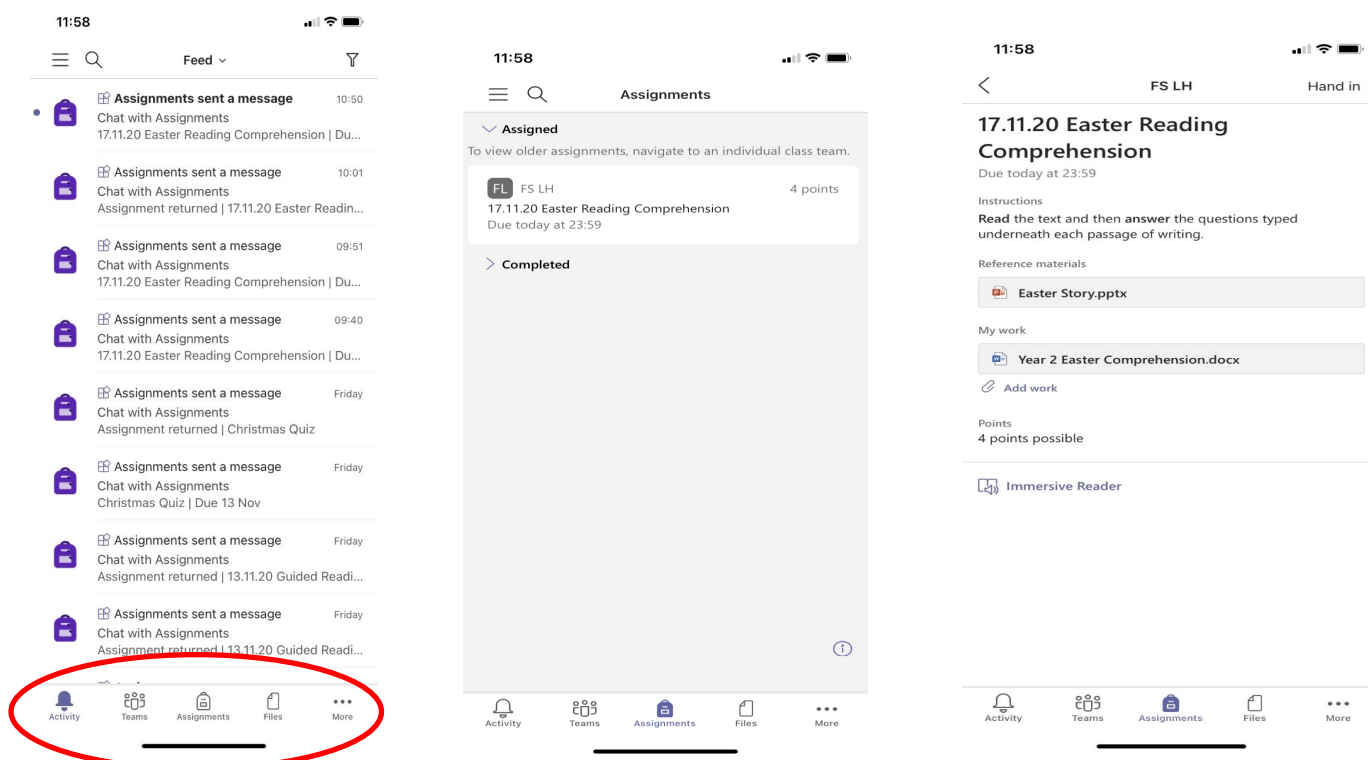 11:58
Feed
Assignments sent a message 10:50
Chat with Assignments
17.11.20 Easter Reading Comprehension | Du...
Assignments sent a message 10:01
Chat with Assignments
Assignment returned | 17.11.20 Easter Readin...
Assignments sent a message 09:51
Chat with Assignments
17.11.20 Easter Reading Comprehension | Du...
Assignments sent a message 09:40
Chat with Assignments
17.11.20 Easter Reading Comprehension | Du...
Assignments sent a message Friday
Chat with Assignments
Assignment returned | Christmas Quiz
Assignments sent a message Friday
Chat with Assignments
Christmas Quiz | Due 13 Nov
Assignments sent a message Friday
Chat with Assignments
Assignment returned | 13.11.20 Guided Readi...
Assignments sent a message Friday
Chat with Assignments
Assignment returned | 13.11.20 Guided Readi...
Activity Teams Assignments Files More
11:58
Assignments
Assigned
To view older assignments, navigate to an individual class team.
FL FS LH 4 points
17.11.20 Easter Reading Comprehension
Due today at 23:59
Completed
Activity Teams Assignments Files More
11:58
FS LH Hand in
17.11.20 Easter Reading
Comprehension
Due today at 23:59
Instructions
Read the text and then answer the questions typed
underneath each passage of writing.
Reference materials
Easter Story.pptx
My work
Year 2 Easter Comprehension.docx
Add work
Points
4 points possible
Immersive Reader
Activity Teams Assignments Files More